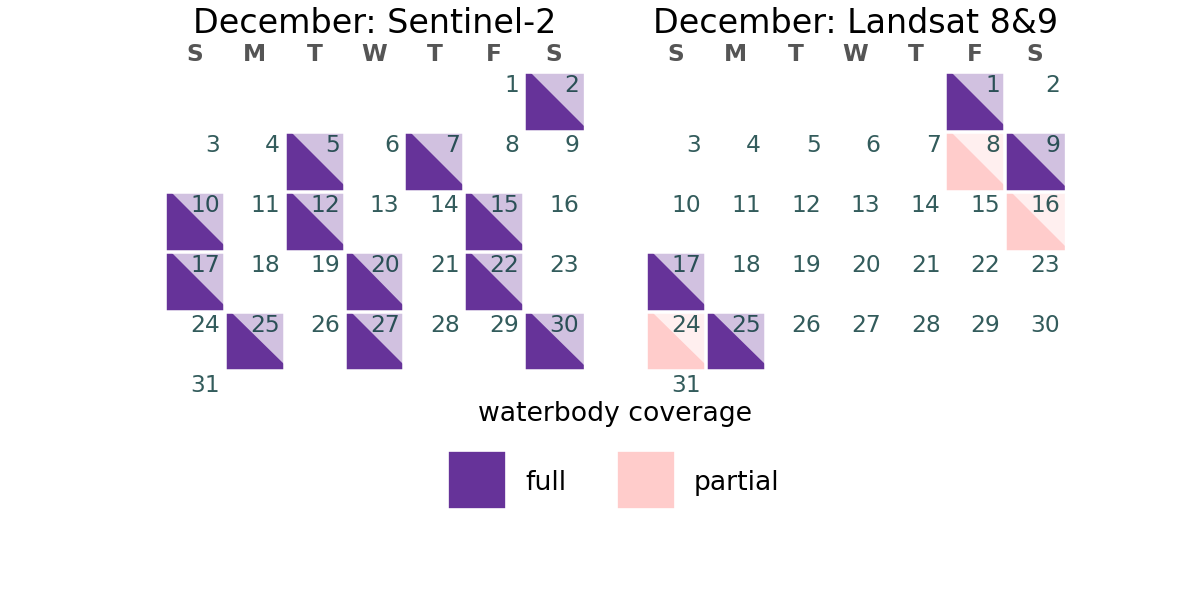 December: Sentinel-2
S M T W T F S
1 2
3 4 5 6 7 8 9
10 11 12 13 14 15 16
17 18 19 20 21 22 23
24 25 26 27 28 29 30
31
December: Landsat 8&9
S M T W T F S
1 2
3 4 5 6 7 8 9
10 11 12 13 14 15 16
17 18 19 20 21 22 23
24 25 26 27 28 29 30
31
waterbody coverage
full
partial